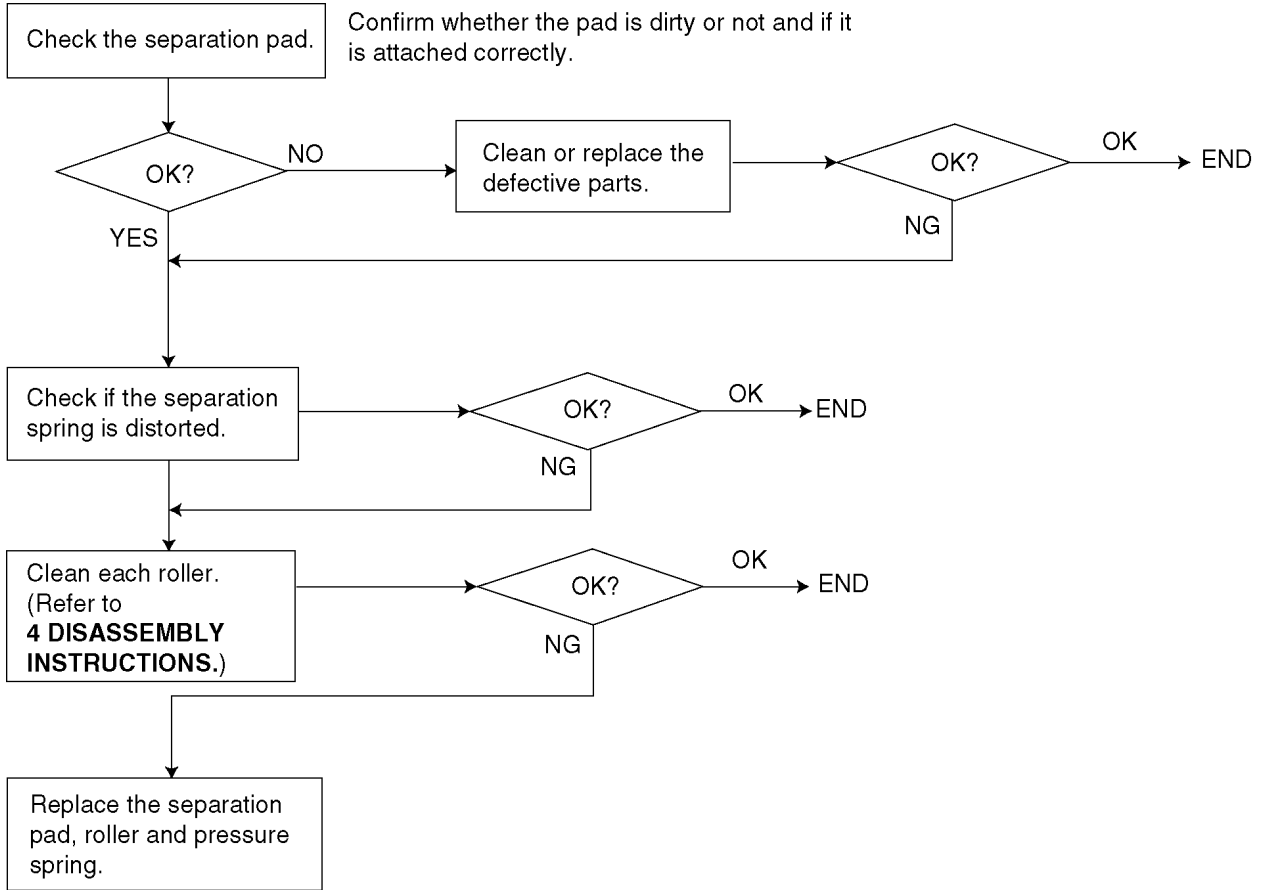 Check the separation pad.
Confirm whether the pad is dirty or not and if it
is attached correctly.
OK?
NO
Clean or replace the
defective parts.
OK?
OK
END
YES
NG
Check if the separation
spring is distorted.
OK?
OK
END
NG
Clean each roller.
(Refer to
4 DISASSEMBLY
INSTRUCTIONS.)
OK?
OK
END
NG
Replace the separation
pad, roller and pressure
spring.